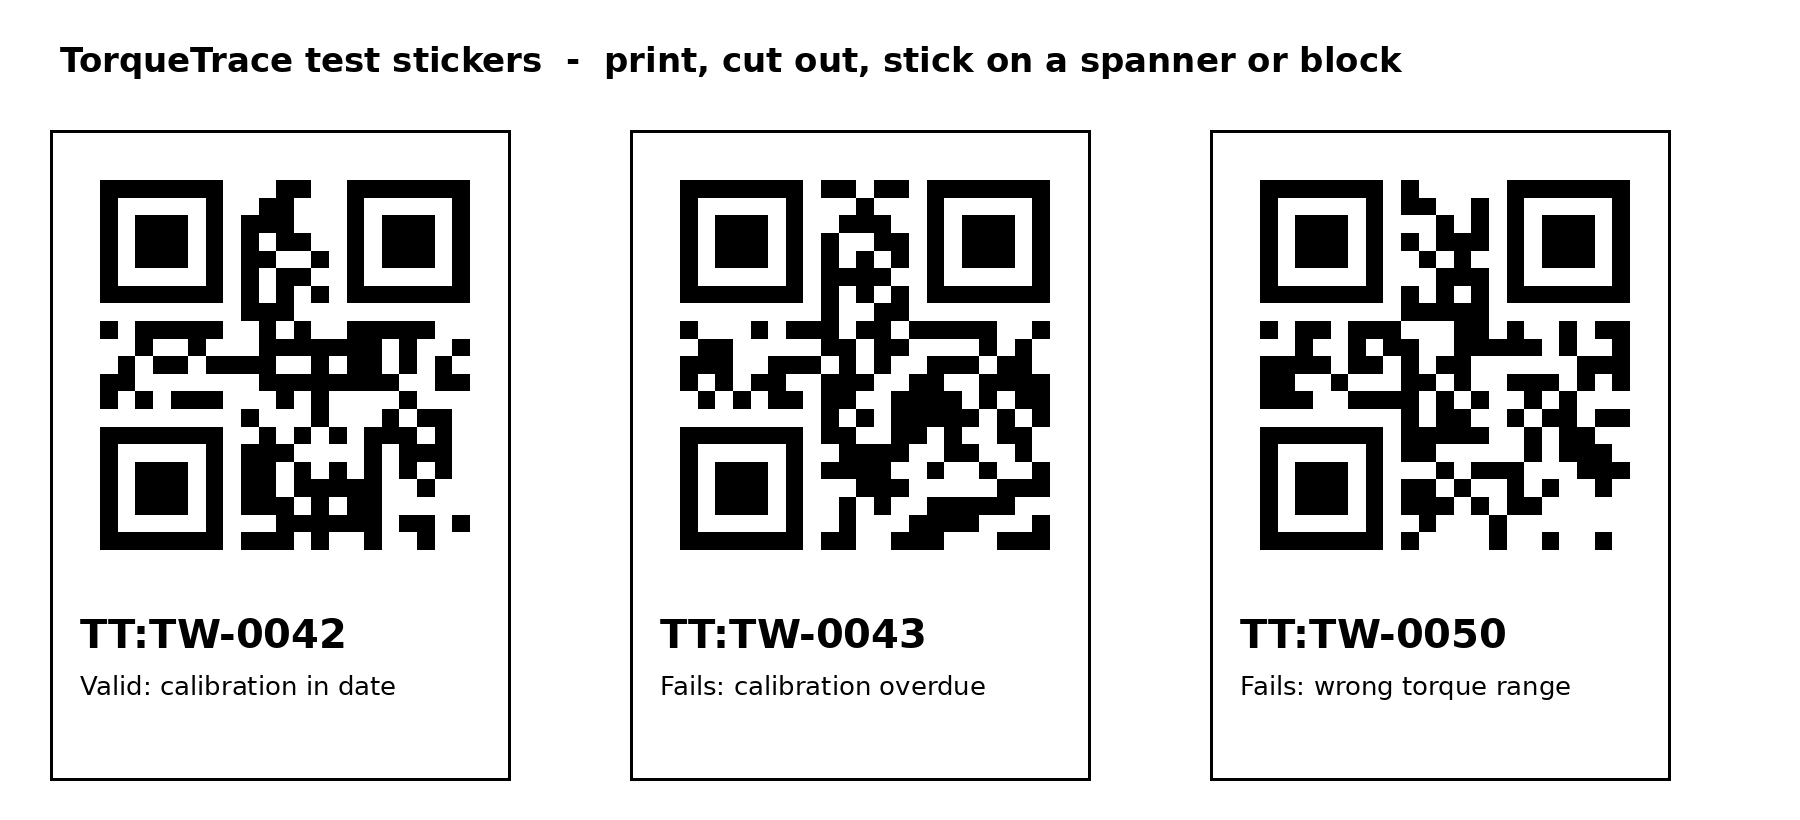 TorqueTrace test stickers - print, cut out, stick on a spanner or block
TT:TW-0042
Valid: calibration in date
TT:TW-0043
Fails: calibration overdue
TT:TW-0050
Fails: wrong torque range